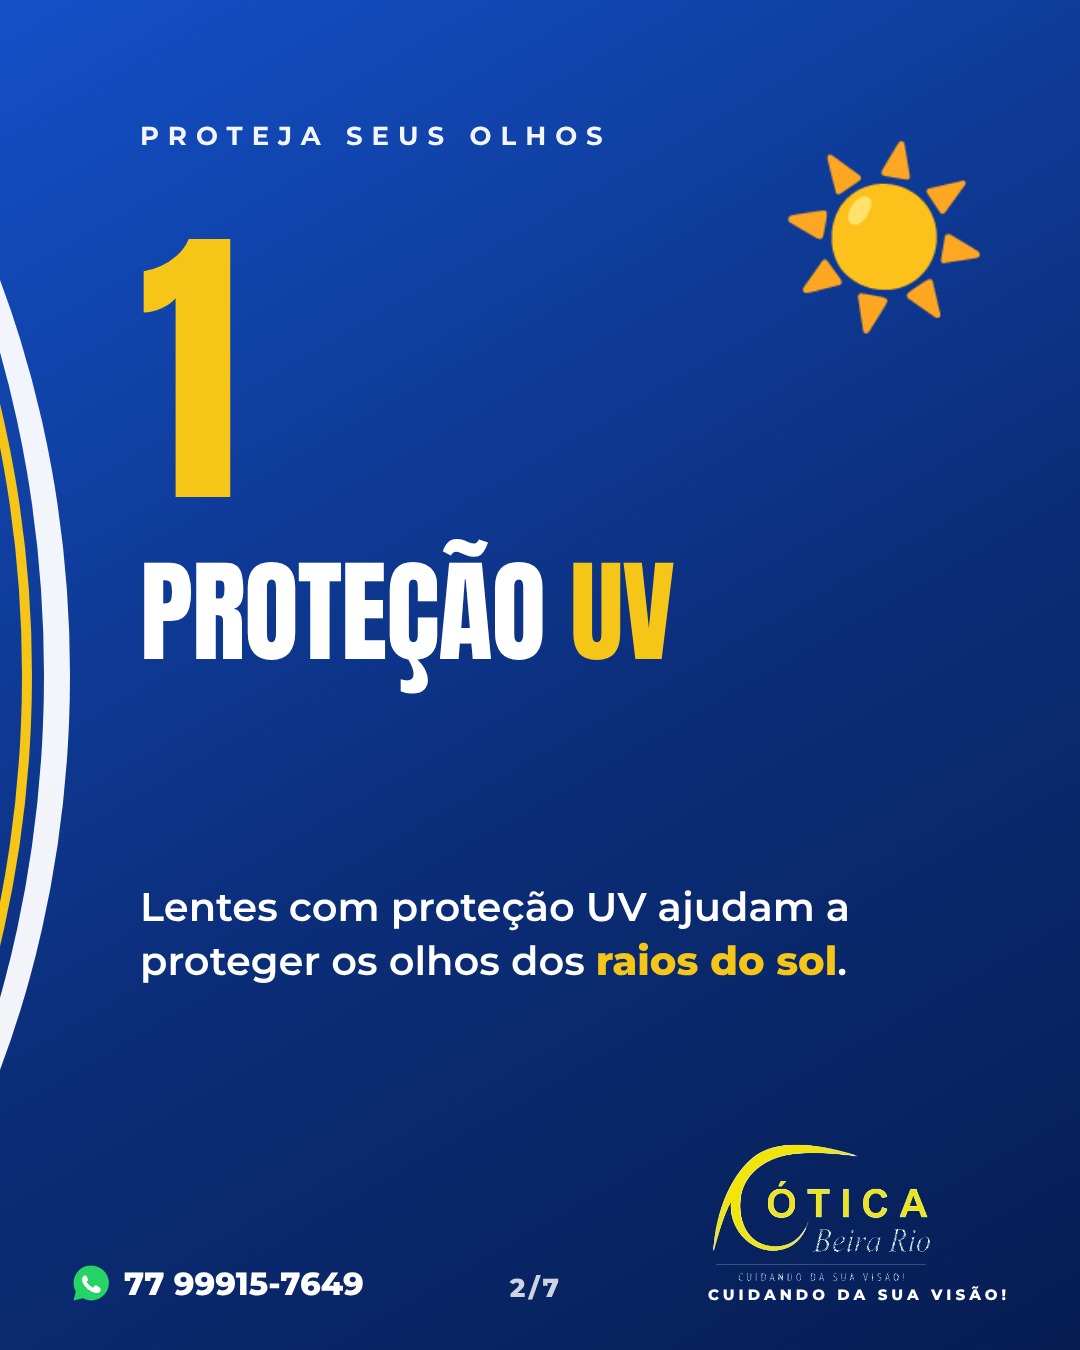 PROTEJA SEUS OLHOS
1
PROTEÇÃO UV
Lentes com proteção UV ajudam a
proteger os olhos dos raios do sol.
ÓTICA
Beira Rio
CUIDANDO DA SUA VISÃO!
CUIDANDO DA SUA VISÃO!
77 99915-7649
2/7